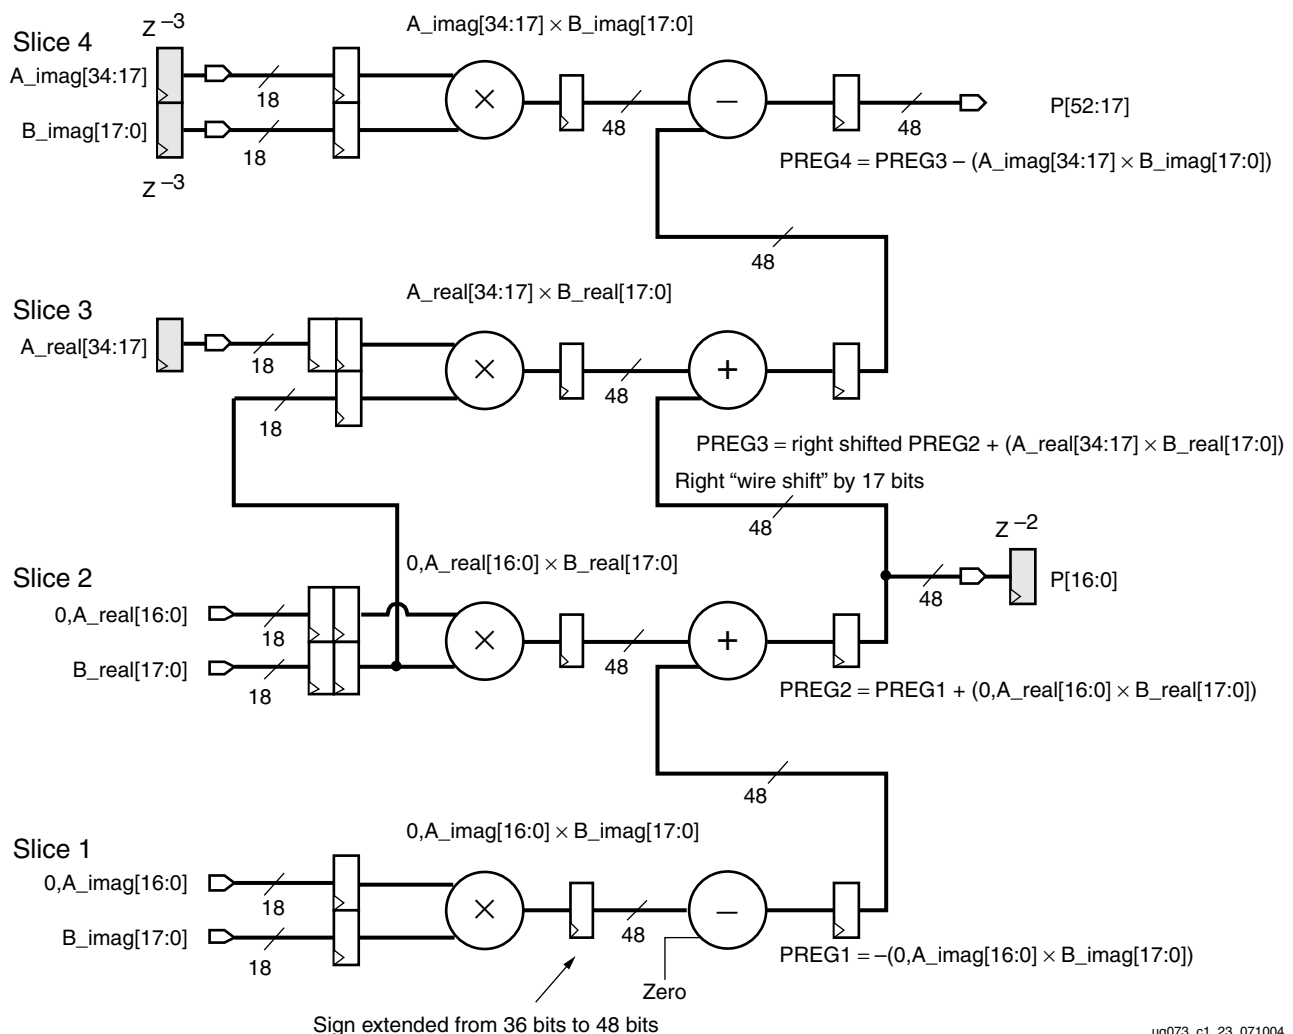 Slice 4
Z –3
A_imag[34:17] × B_imag[17:0]
A_imag[34:17]
18
×
48
–
48
P[52:17]
B_imag[17:0]
18
Z –3
PREG4 = PREG3 – (A_imag[34:17] × B_imag[17:0])
48
Slice 3
A_real[34:17] × B_real[17:0]
A_real[34:17]
18
×
48
+
18
PREG3 = right shifted PREG2 + (A_real[34:17] × B_real[17:0])
Right “wire shift” by 17 bits
48
Z –2
Slice 2
0,A_real[16:0] × B_real[17:0]
48
P[16:0]
0,A_real[16:0]
18
×
48
+
B_real[17:0]
18
PREG2 = PREG1 + (0,A_real[16:0] × B_real[17:0])
48
Slice 1
0,A_imag[16:0] × B_imag[17:0]
0,A_imag[16:0]
18
×
48
–
B_imag[17:0]
18
PREG1 = –(0,A_imag[16:0] × B_imag[17:0])
Zero
Sign extended from 36 bits to 48 bits
ug073_c1_23_071004